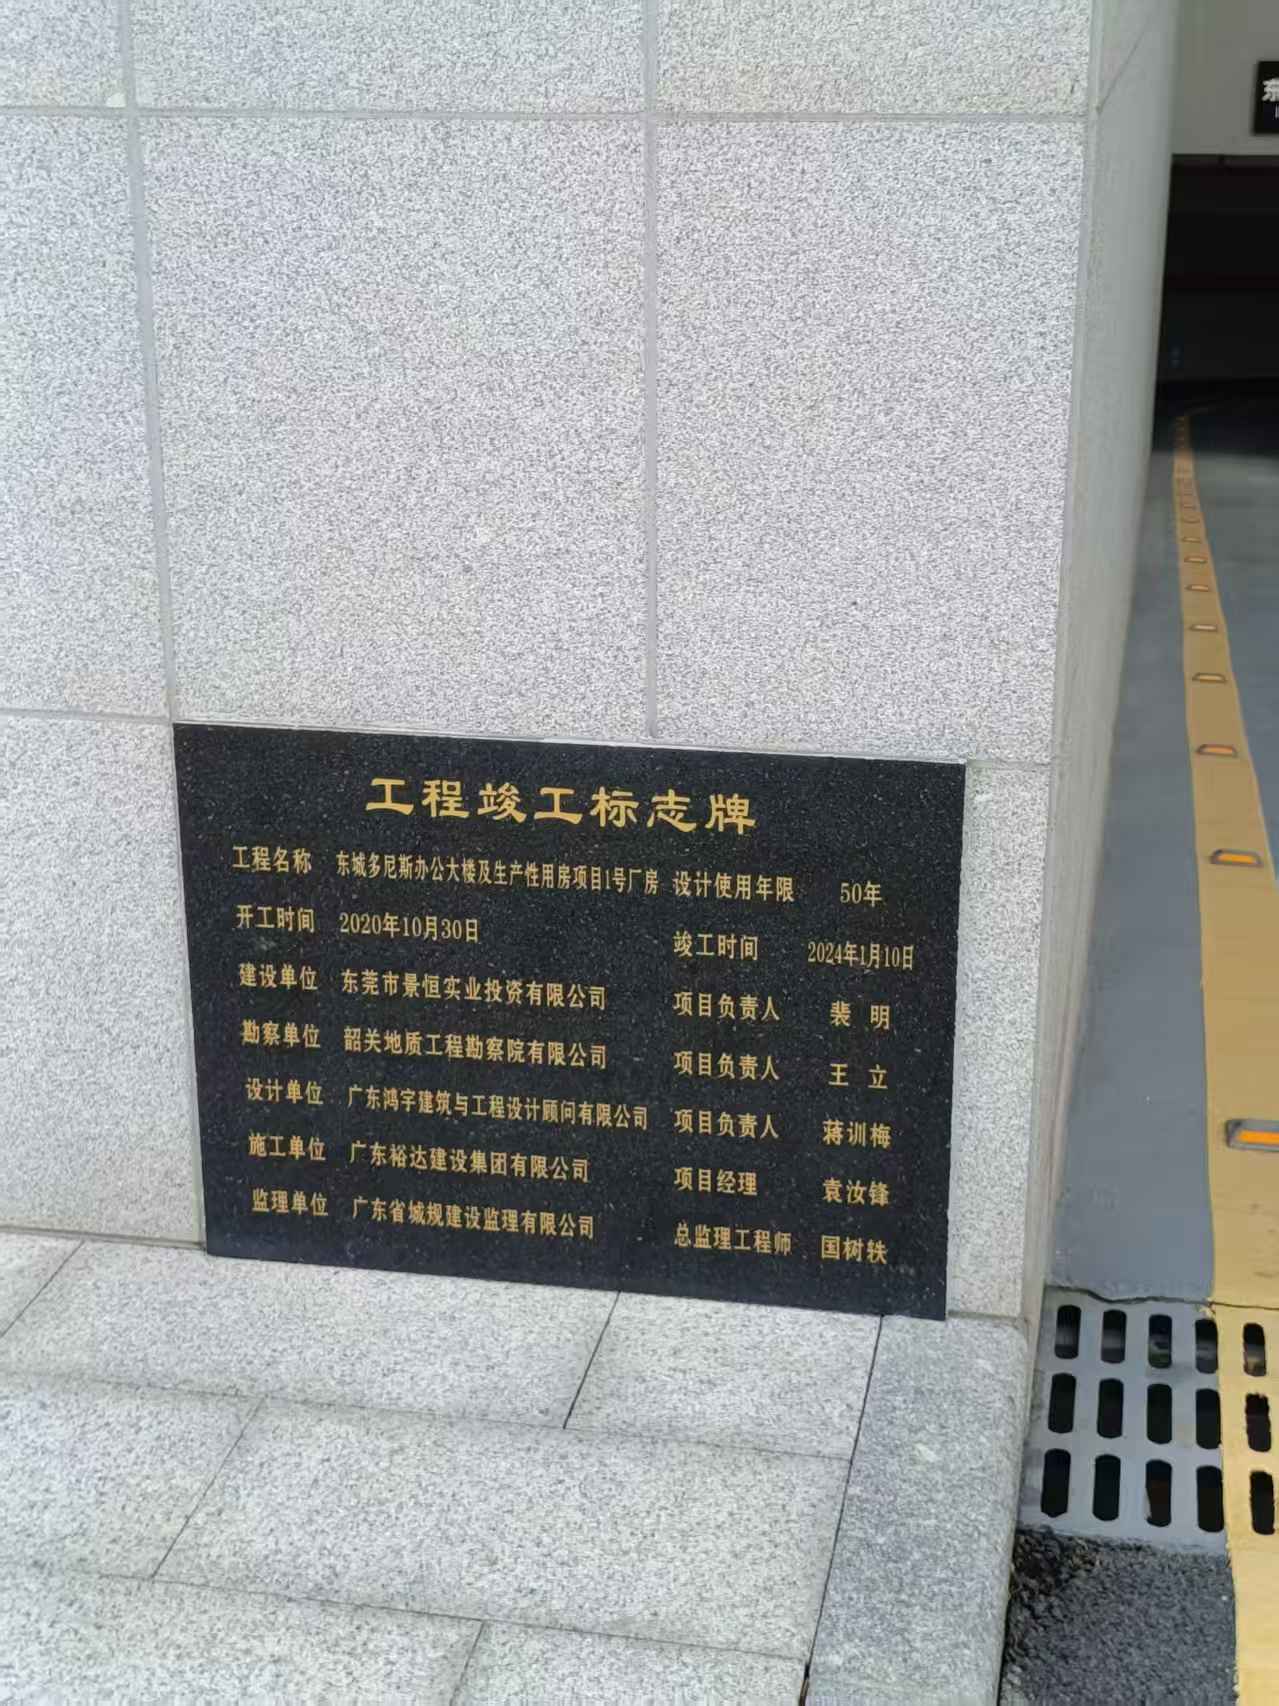 东
工程竣工标志牌
工程名称 东城多尼斯办公大楼及生产性用房项目1号厂房 设计使用年限 50年
开工时间 2020年10月30日 竣工时间 2024年1月10日
建设单位 东莞市景恒实业投资有限公司 项目负责人 裴明
勘察单位 韶关地质工程勘察院有限公司 项目负责人 王立
设计单位 广东鸿宇建筑与工程设计顾问有限公司 项目负责人 蒋训梅
施工单位 广东裕达建设集团有限公司 项目经理 袁汝锋
监理单位 广东省城规建设监理有限公司 总监理工程师 国树轶